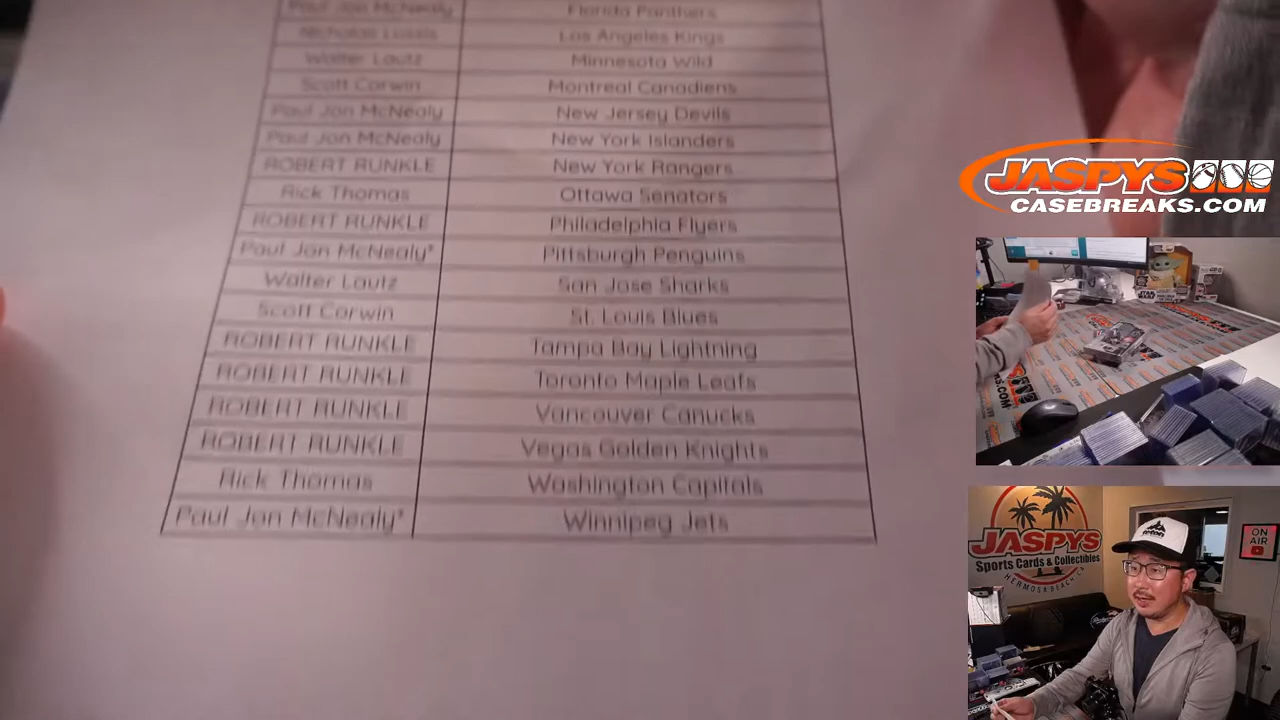 Paul Jon McNealy Florida Panthers
Nicholas Los Angeles Kings
Walter Lautz Minnesota Wild
Scott Corwin Montreal Canadiens
Paul Jon McNealy New Jersey Devils
Paul Jon McNealy New York Islanders
ROBERT RUNKLE New York Rangers
Rick Thomas Ottawa Senators
ROBERT RUNKLE Philadelphia Flyers
Paul Jon McNealy* Pittsburgh Penguins
Walter Lautz San Jose Sharks
Scott Corwin St. Louis Blues
ROBERT RUNKLE Tampa Bay Lightning
ROBERT RUNKLE Toronto Maple Leafs
ROBERT RUNKLE Vancouver Canucks
ROBERT RUNKLE Vegas Golden Knights
Rick Thomas Washington Capitals
Paul Jon McNealy* Winnipeg Jets
JASPYS
CASEBREAKS.COM
STAR WARS
JASPYS
Sports Cards & Collectibles
HERMOSA BEACH, CA
ON AIR